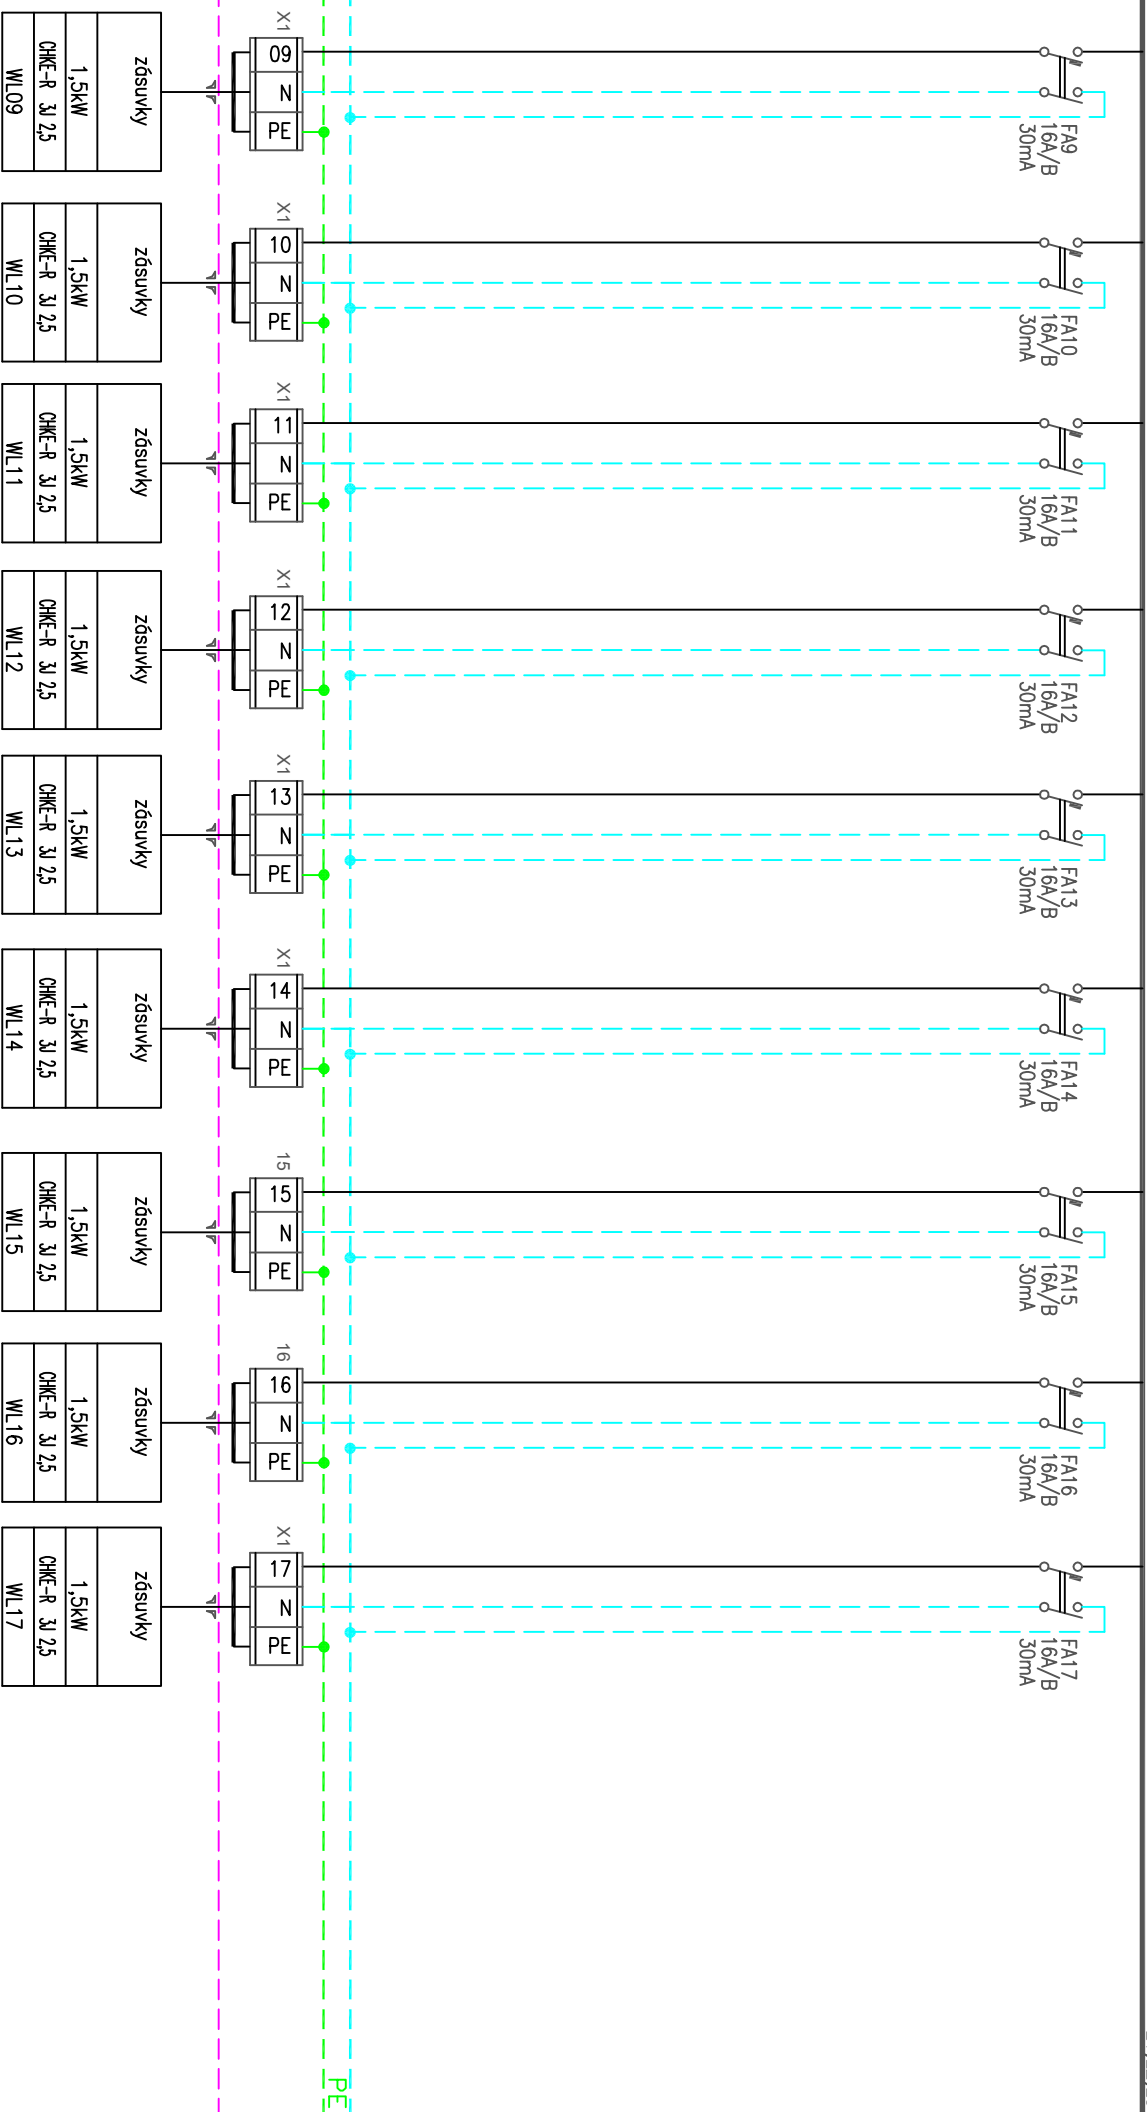 FA9
16A/B
30mA
X1
09
N
PE
zásuvky
1,5kW
CHKE-R 3J 2,5
WL09
FA10
16A/B
30mA
X1
10
N
PE
zásuvky
1,5kW
CHKE-R 3J 2,5
WL10
FA11
16A/B
30mA
X1
11
N
PE
zásuvky
1,5kW
CHKE-R 3J 2,5
WL11
FA12
16A/B
30mA
X1
12
N
PE
zásuvky
1,5kW
CHKE-R 3J 2,5
WL12
FA13
16A/B
30mA
X1
13
N
PE
zásuvky
1,5kW
CHKE-R 3J 2,5
WL13
FA14
16A/B
30mA
X1
14
N
PE
zásuvky
1,5kW
CHKE-R 3J 2,5
WL14
FA15
16A/B
30mA
15
15
N
PE
zásuvky
1,5kW
CHKE-R 3J 2,5
WL15
FA16
16A/B
30mA
16
16
N
PE
zásuvky
1,5kW
CHKE-R 3J 2,5
WL16
FA17
16A/B
30mA
X1
17
N
PE
zásuvky
1,5kW
CHKE-R 3J 2,5
WL17
PE